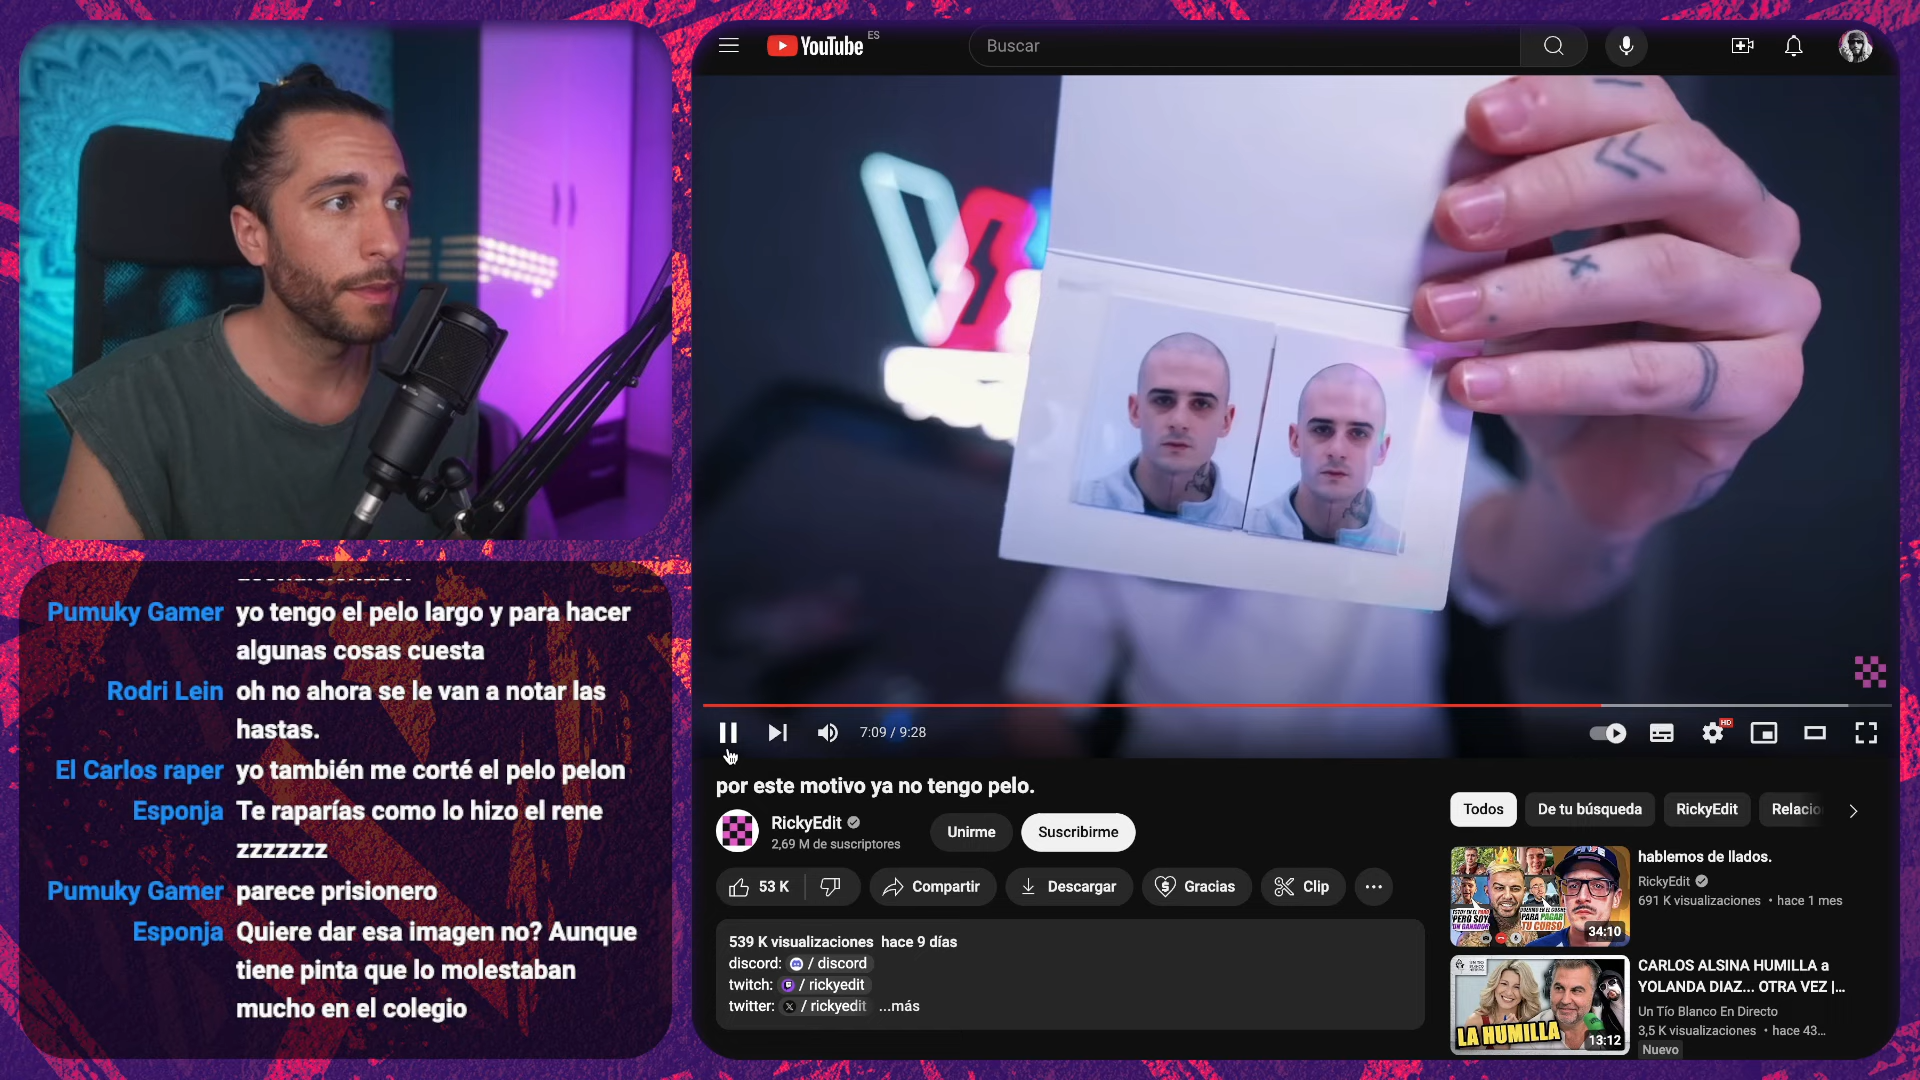 Pumuky Gamer yo tengo el pelo largo y para hacer
algunas cosas cuesta
Rodri Lein oh no ahora se le van a notar las
hastas.
El Carlos raper yo también me corté el pelo pelon
Esponja Te raparías como lo hizo el rene
zzzzzzz
Pumuky Gamer parece prisionero
Esponja Quiere dar esa imagen no? Aunque
tiene pinta que lo molestaban
mucho en el colegio
YouTube ES
Buscar
7:09 / 9:28
HD
por este motivo ya no tengo pelo.
RickyEdit
2,69 M de suscriptores
Unirme
Suscribirme
53 K
Compartir
Descargar
Gracias
Clip
539 K visualizaciones hace 9 días
discord: / discord
twitch: / rickyedit
twitter: / rickyedit ...más
Todos
De tu búsqueda
RickyEdit
Relacio
hablemos de llados.
RickyEdit
691 K visualizaciones • hace 1 mes
PARA PAGAR
TU CURSO
34:10
CARLOS ALSINA HUMILLA a
YOLANDA DIAZ... OTRA VEZ |...
Un Tío Blanco En Directo
3,5 K visualizaciones • hace 43...
Nuevo
LA HUMILLA
13:12